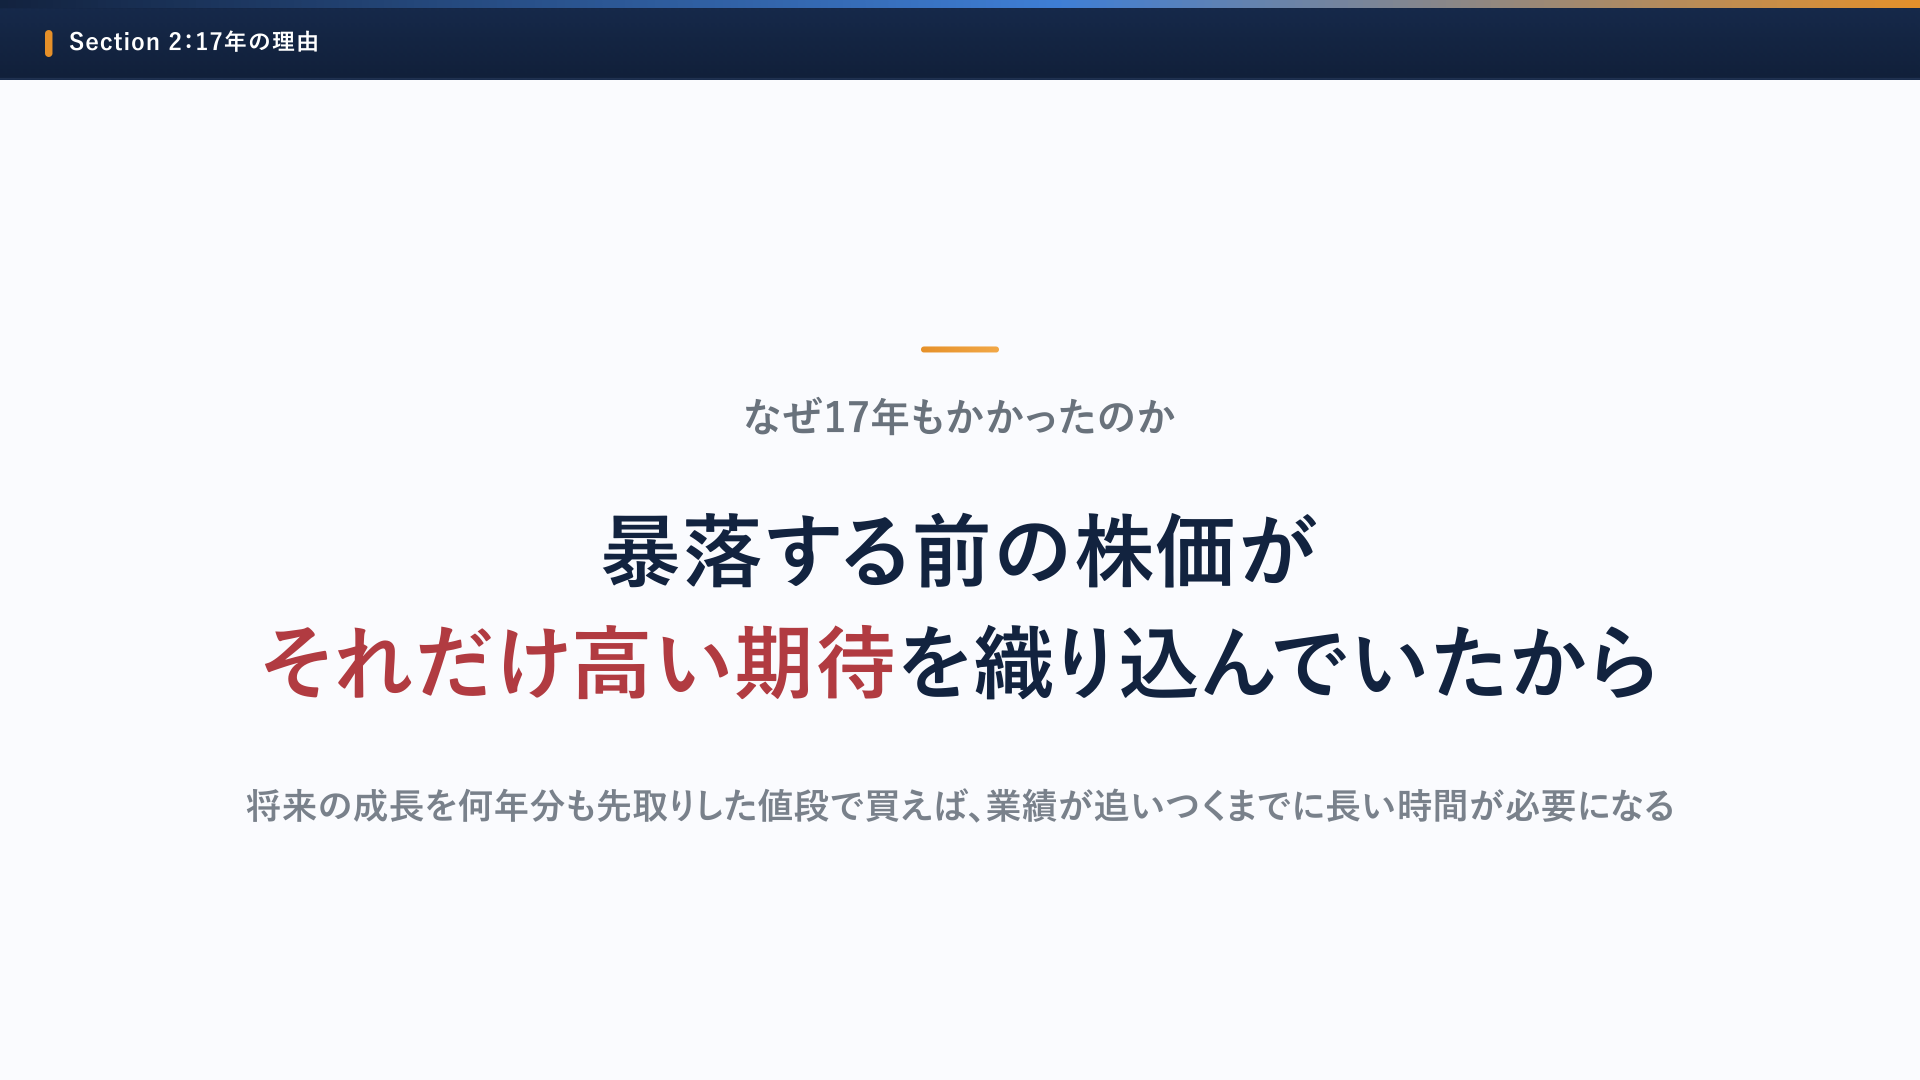 Section 2：17年の理由
なぜ17年もかかったのか
暴落する前の株価が
それだけ高い期待を織り込んでいたから
将来の成長を何年分も先取りした値段で買えば、業績が追いつくまでに長い時間が必要になる